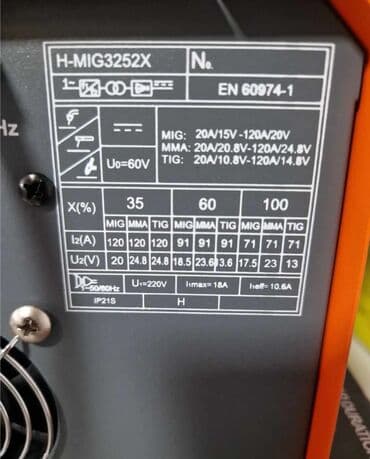 H-MIG3252X No.
1~ EN 60974-1
MIG: 20A/15V -120A/20V
MMA: 20A/20.8V-120A/24.8V
U0=60V TIG: 20A/10.8V-120A/14.8V
X(%) 35 60 100
MIG MMA TIG MIG MMA TIG MIG MMA TIG
I2(A) 120 120 120 91 91 91 71 71 71
U2(V) 20 24.8 24.8 18.5 23.6 13.6 17.5 23 13
1~50/60Hz U1=220V I1max= 18A I1eff= 10.6A
IP21S H
Hz
DURATION